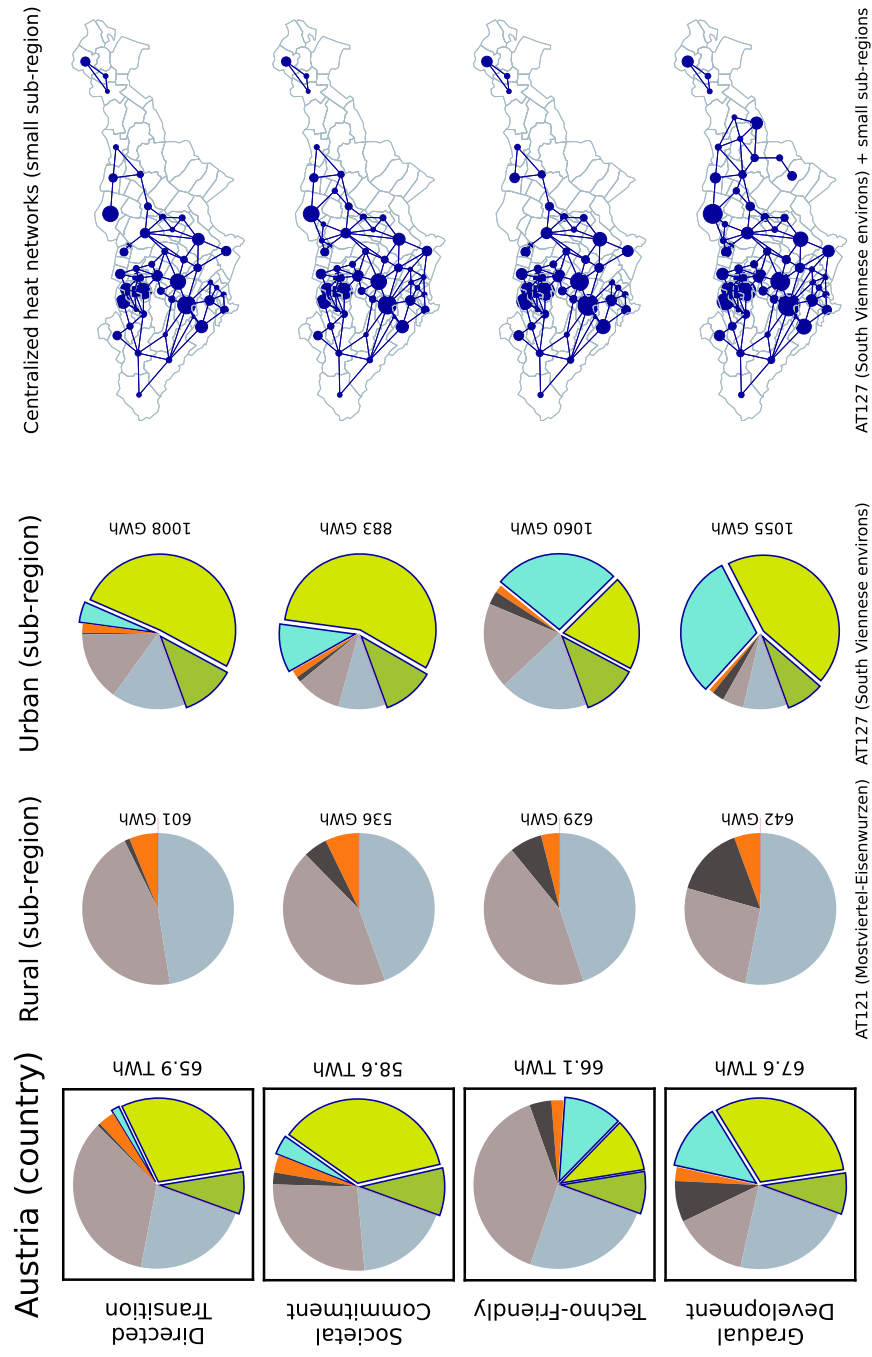 Austria (country)
Rural (sub-region)
Urban (sub-region)
Centralized heat networks (small sub-region)
Directed
Transition
65.9 TWh
601 GWh
1008 GWh
Societal
Commitment
58.6 TWh
536 GWh
883 GWh
Techno-Friendly
66.1 TWh
629 GWh
1060 GWh
Gradual
Development
67.6 TWh
642 GWh
1055 GWh
AT121 (Mostviertel-Eisenwurzen)
AT127 (South Viennese environs)
AT127 (South Viennese environs) + small sub-regions